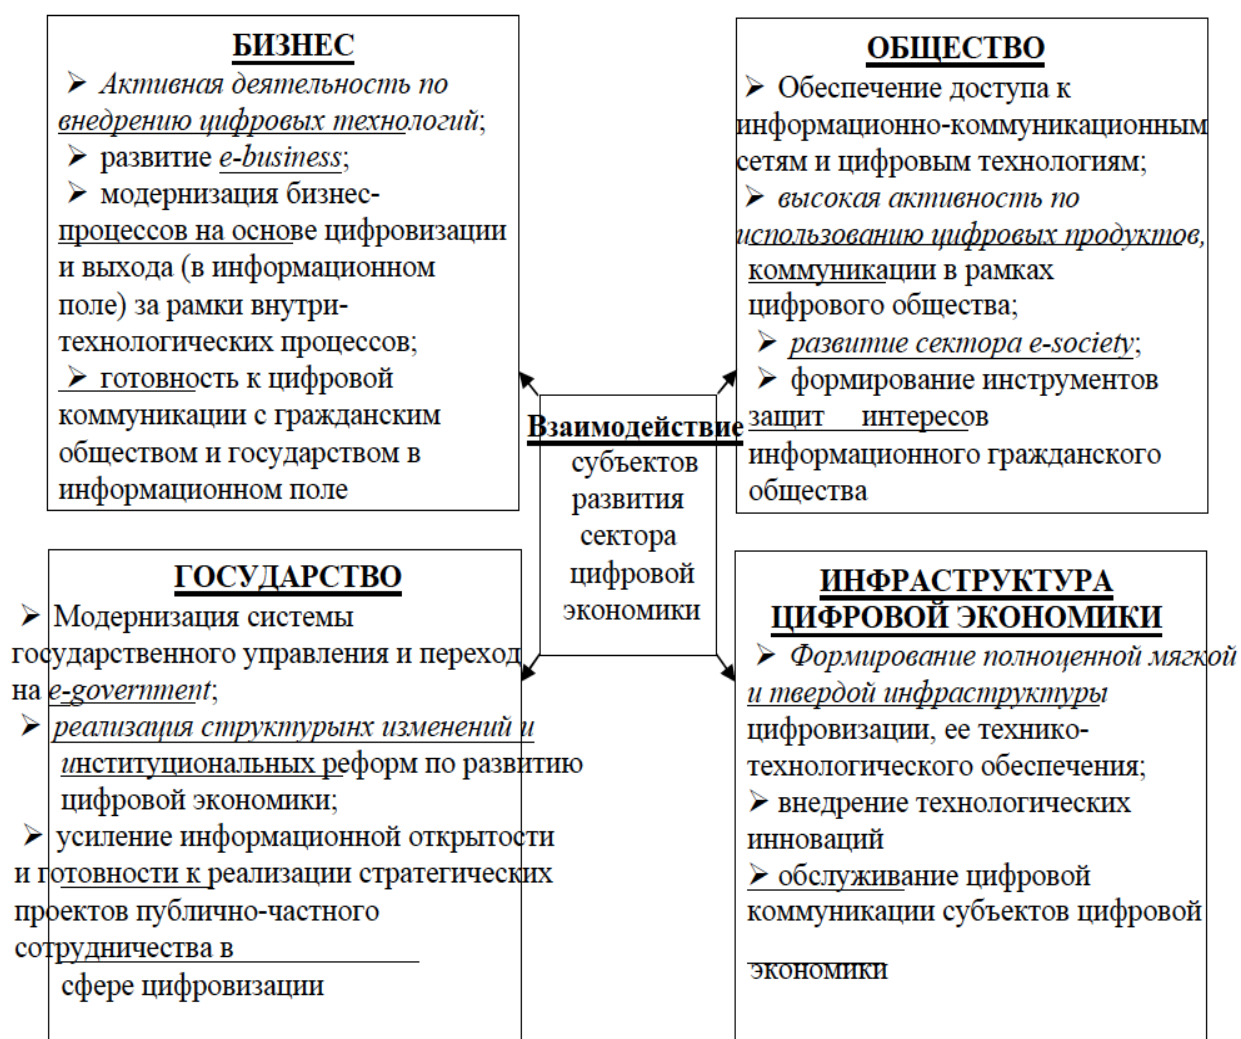 БИЗНЕС
➢ Активная деятельность по
внедрению цифровых технологий;
➢ развитие e-business;
➢ модернизация бизнес-
процессов на основе цифровизации
и выхода (в информационном
поле) за рамки внутри-
технологических процессов;
➢ готовность к цифровой
коммуникации с гражданским
обществом и государством в
информационном поле
ОБЩЕСТВО
➢ Обеспечение доступа к
информационно-коммуникационным
сетям и цифровым технологиям;
➢ высокая активность по
использованию цифровых продуктов,
коммуникации в рамках
цифрового общества;
➢ развитие сектора e-society;
➢ формирование инструментов
защит интересов
информационного гражданского
общества
Взаимодействие
субъектов
развития
сектора
цифровой
экономики
ГОСУДАРСТВО
➢ Модернизация системы
государственного управления и переход
на e-government;
➢ реализация структурынх изменений и
институциональных реформ по развитию
цифровой экономики;
➢ усиление информационной открытости
и готовности к реализации стратегических
проектов публично-частного
сотрудничества в
сфере цифровизации
ИНФРАСТРУКТУРА
ЦИФРОВОЙ ЭКОНОМИКИ
➢ Формирование полноценной мягкой
и твердой инфраструктуры
цифровизации, ее технико-
технологического обеспечения;
➢ внедрение технологических
инноваций
➢ обслуживание цифровой
коммуникации субъектов цифровой
экономики